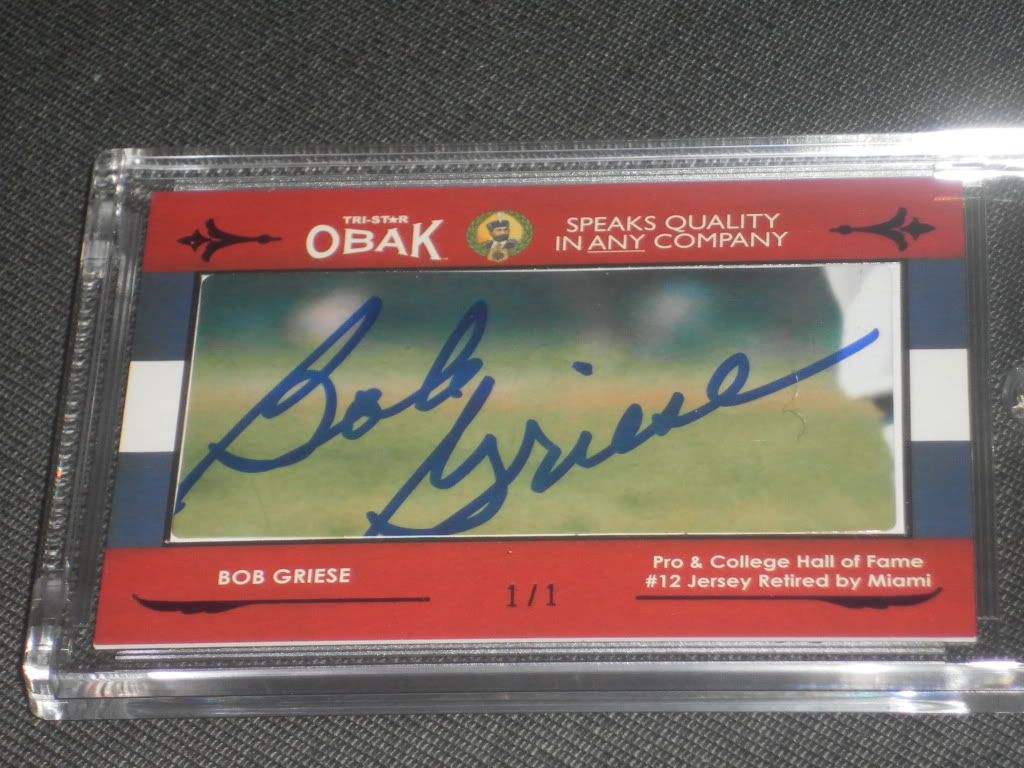 TRI-ST★R
OBAK
SPEAKS QUALITY
IN ANY COMPANY
Bob Griese
BOB GRIESE
1/1
Pro & College Hall of Fame
#12 Jersey Retired by Miami